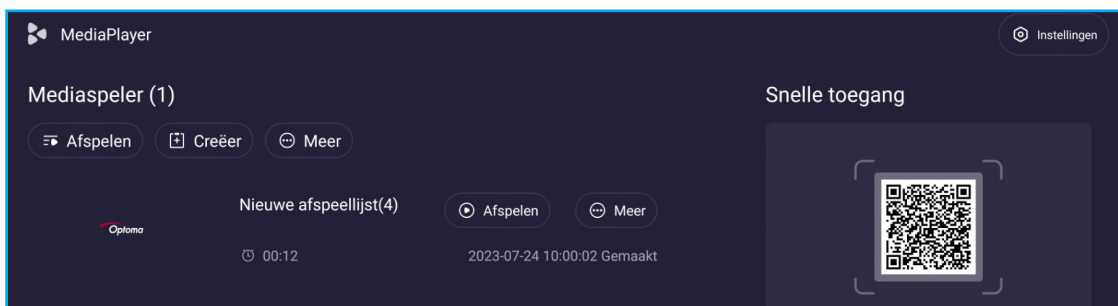 MediaPlayer
Instellingen
Mediaspeler (1)
Snelle toegang
Afspelen
Creëer
Meer
Nieuwe afspeellijst(4)
Afspelen
Meer
Optoma
00:12
2023-07-24 10:00:02 Gemaakt